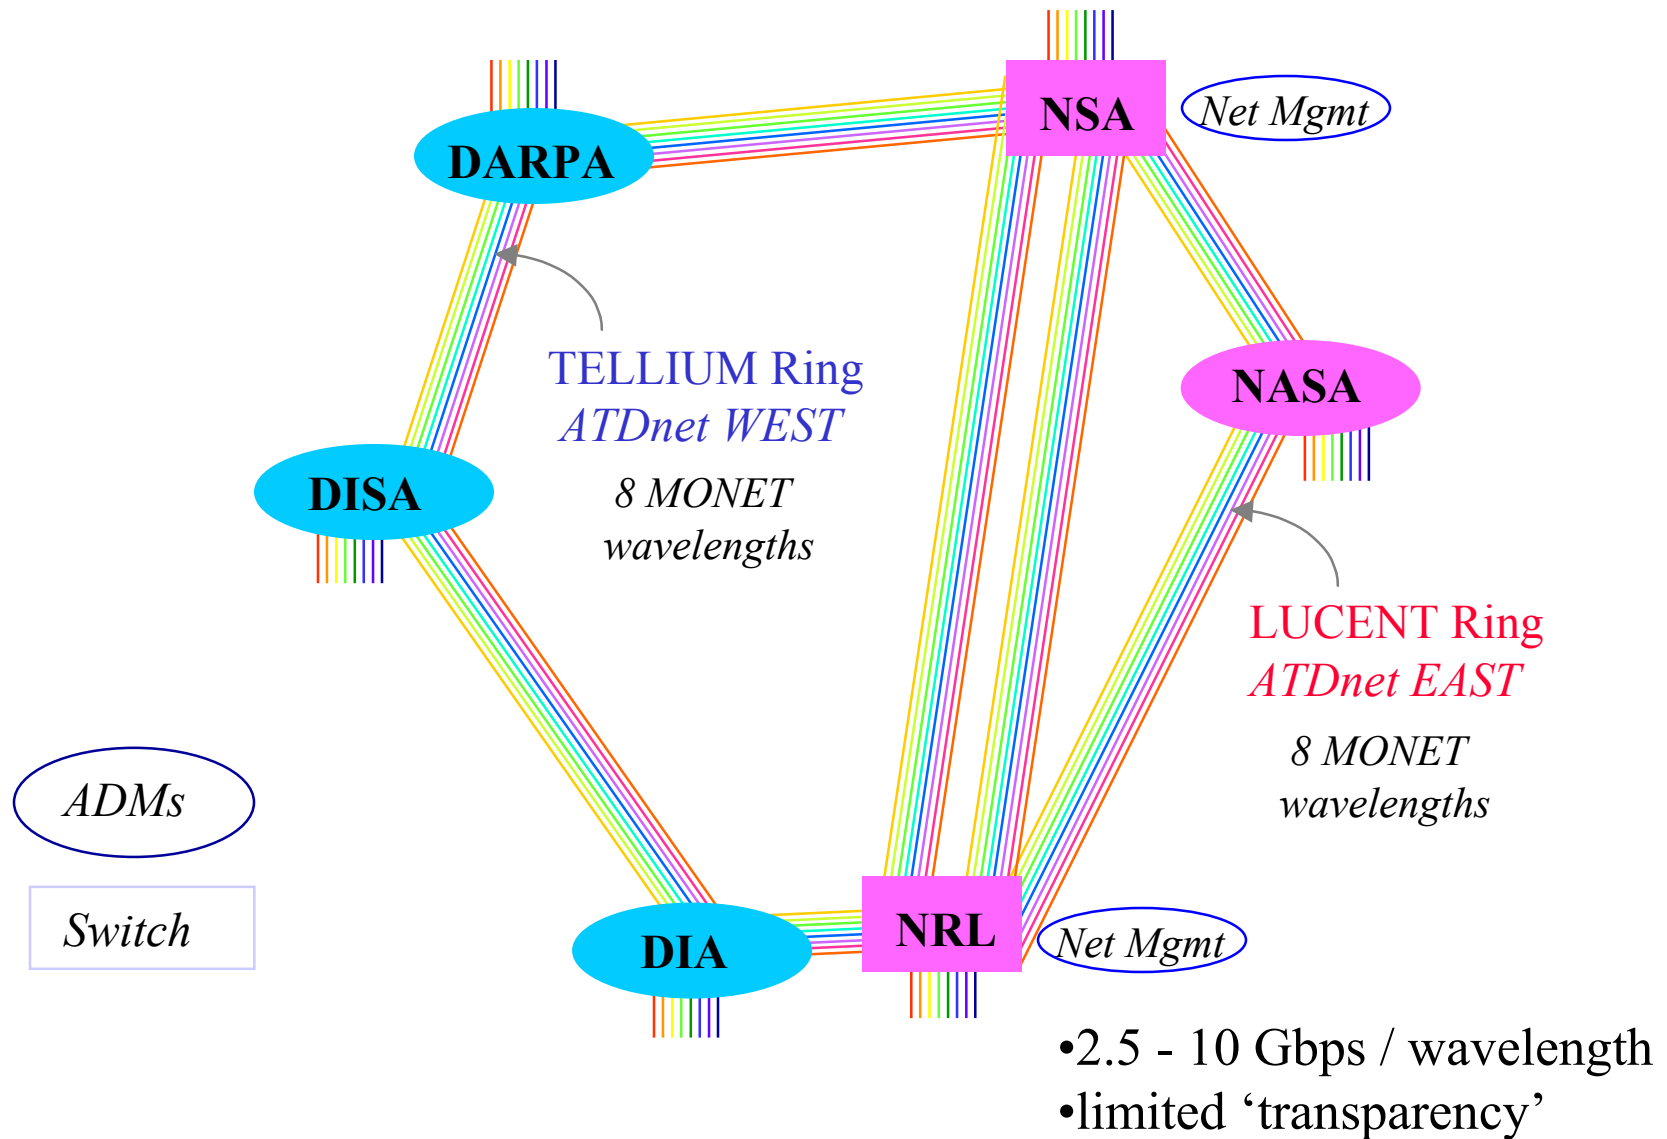 NSA
Net Mgmt
DARPA
TELLIUM Ring
ATDnet WEST
8 MONET
wavelengths
NASA
DISA
LUCENT Ring
ATDnet EAST
8 MONET
wavelengths
ADMs
Switch
DIA
NRL
Net Mgmt
•2.5 - 10 Gbps / wavelength
•limited ‘transparency’